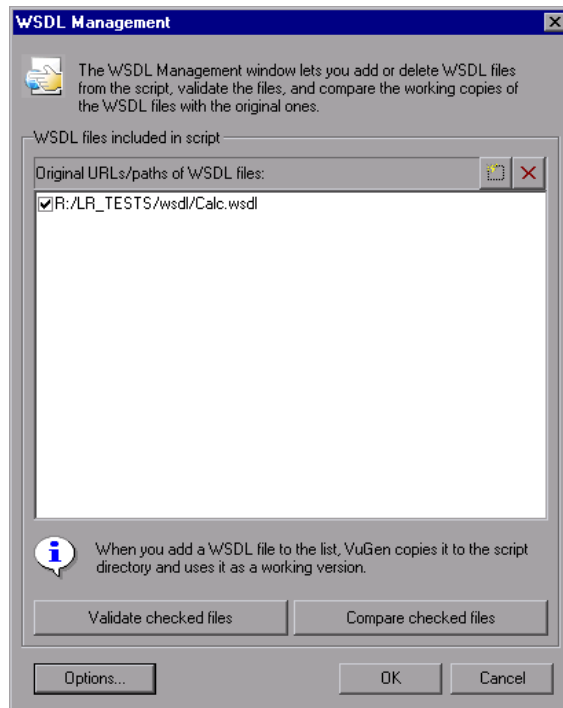 WSDL Management
The WSDL Management window lets you add or delete WSDL files
from the script, validate the files, and compare the working copies of
the WSDL files with the original ones.
WSDL files included in script
Original URLs/paths of WSDL files:
R:/LR_TESTS/wsdl/Calc.wsdl
When you add a WSDL file to the list, VuGen copies it to the script
directory and uses it as a working version.
Validate checked files
Compare checked files
Options...
OK
Cancel